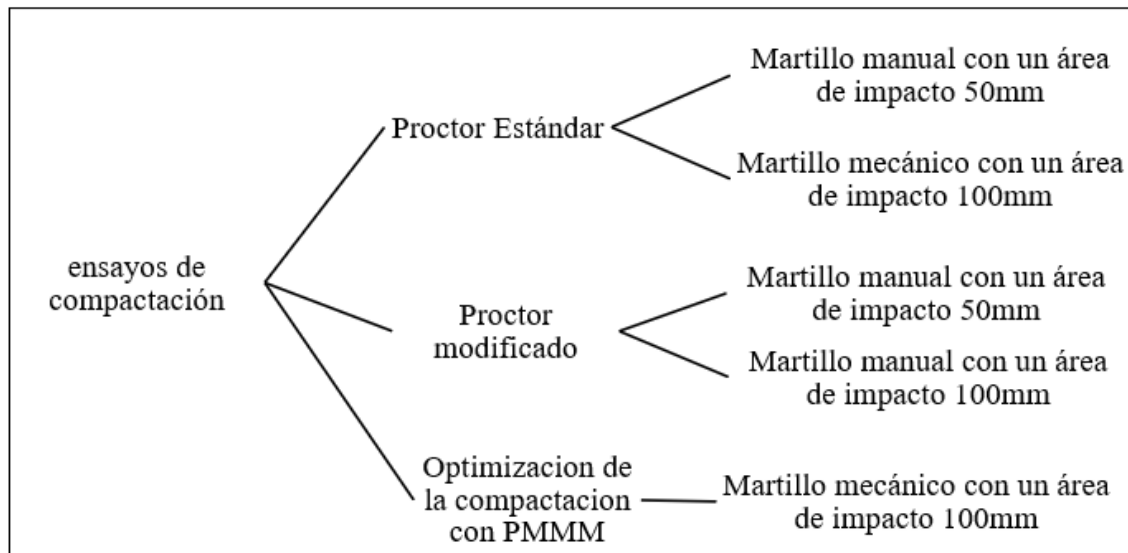 ensayos de
compactación
Proctor Estándar
Martillo manual con un área
de impacto 50mm
Martillo mecánico con un área
de impacto 100mm
Proctor
modificado
Martillo manual con un área
de impacto 50mm
Martillo manual con un área
de impacto 100mm
Optimizacion de
la compactacion
con PMMM
Martillo mecánico con un área
de impacto 100mm